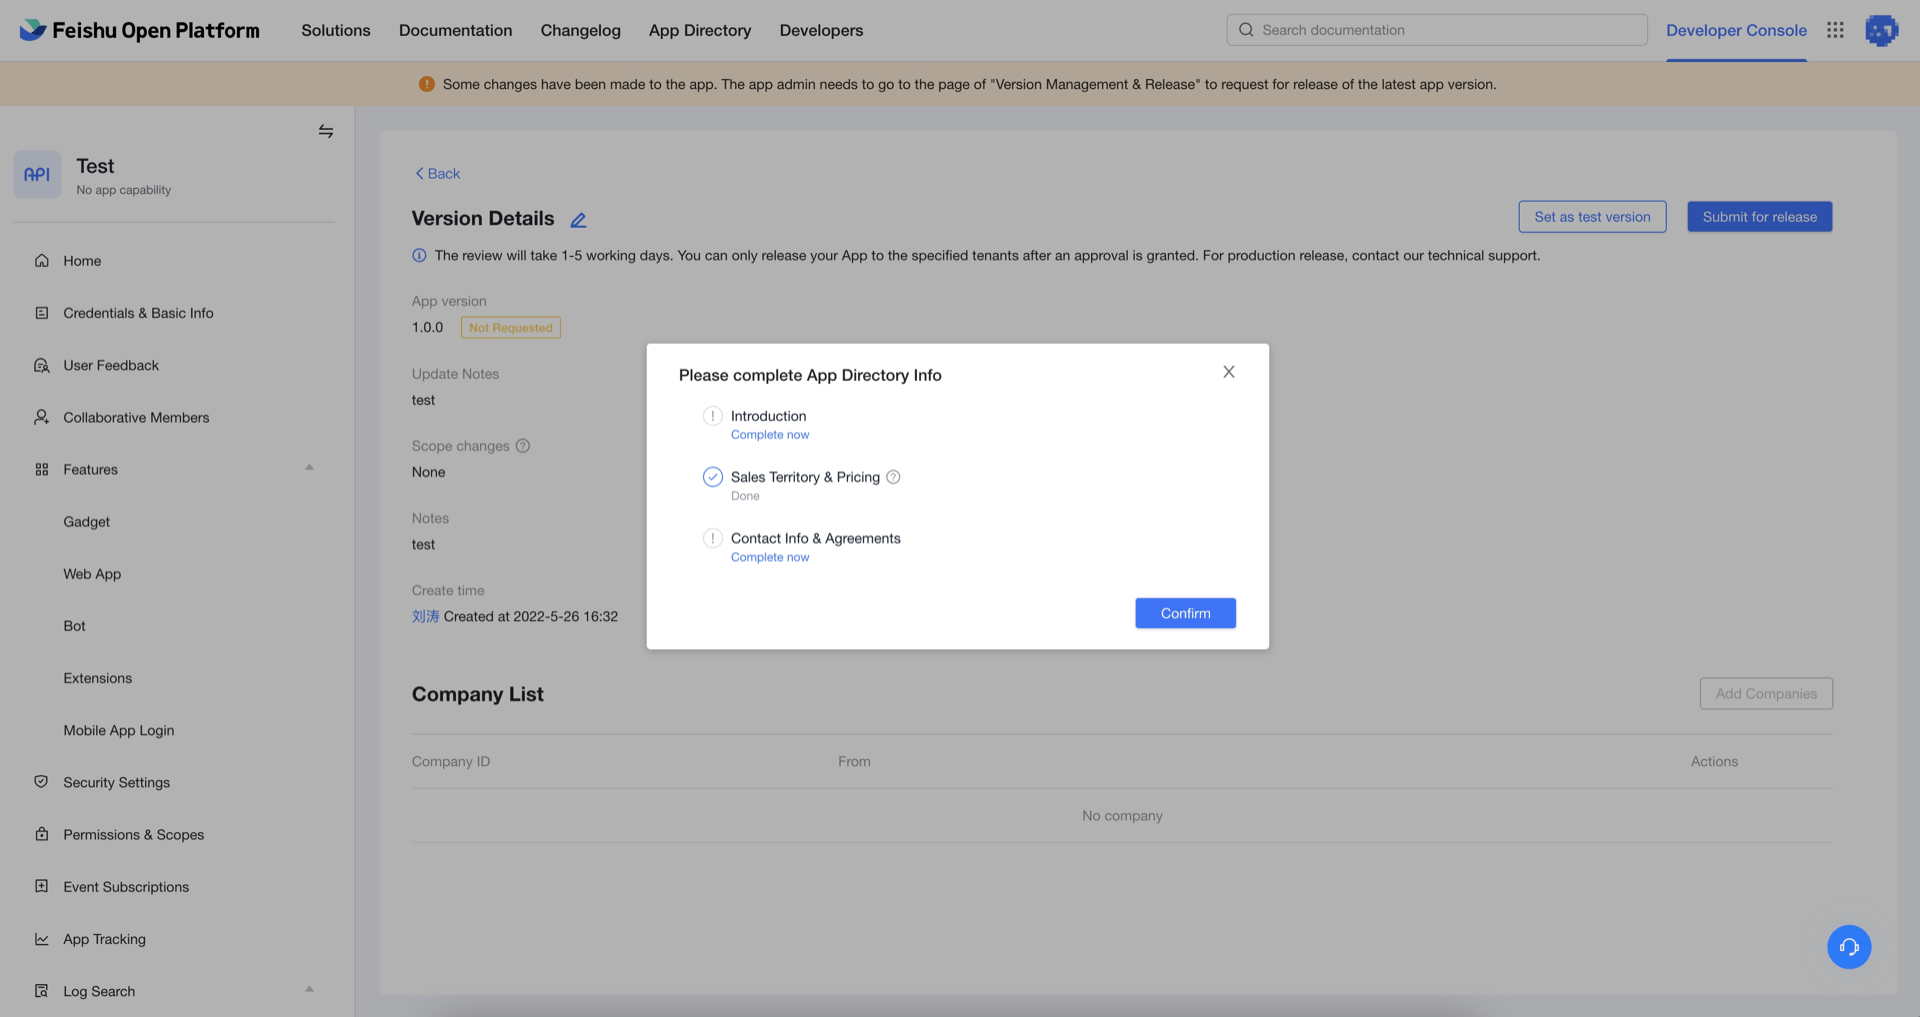 Feishu Open Platform
Solutions
Documentation
Changelog
App Directory
Developers
Search documentation
Developer Console
Some changes have been made to the app. The app admin needs to go to the page of "Version Management & Release" to request for release of the latest app version.
API
Test
No app capability
Home
Credentials & Basic Info
User Feedback
Collaborative Members
Features
Gadget
Web App
Bot
Extensions
Mobile App Login
Security Settings
Permissions & Scopes
Event Subscriptions
App Tracking
Log Search
Back
Version Details
Set as test version
Submit for release
The review will take 1-5 working days. You can only release your App to the specified tenants after an approval is granted. For production release, contact our technical support.
App version
1.0.0 Not Requested
Update Notes
test
Scope changes
None
Notes
test
Create time
刘涛 Created at 2022-5-26 16:32
Please complete App Directory Info
Introduction
Complete now
Sales Territory & Pricing
Done
Contact Info & Agreements
Complete now
Confirm
Company List
Add Companies
Company ID From Actions
No company